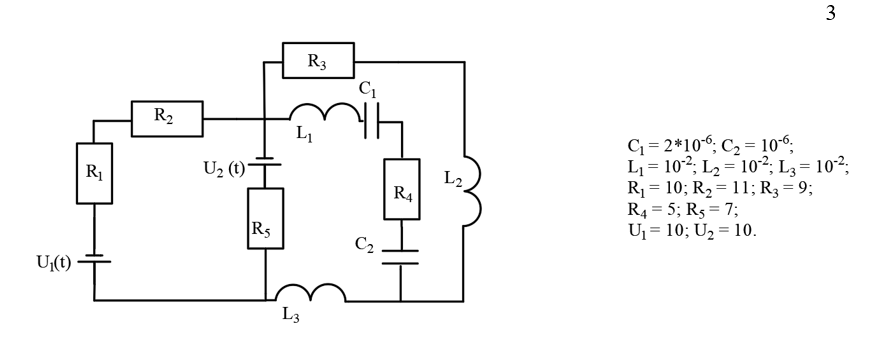 3
R₃
C₁
R₂
L₁
U₂ (t)
R₁
L₂
R₄
R₅
C₂
U₁(t)
L₃
C₁ = 2*10⁻⁶; C₂ = 10⁻⁶;
L₁ = 10⁻²; L₂ = 10⁻²; L₃ = 10⁻²;
R₁ = 10; R₂ = 11; R₃ = 9;
R₄ = 5; R₅ = 7;
U₁ = 10; U₂ = 10.